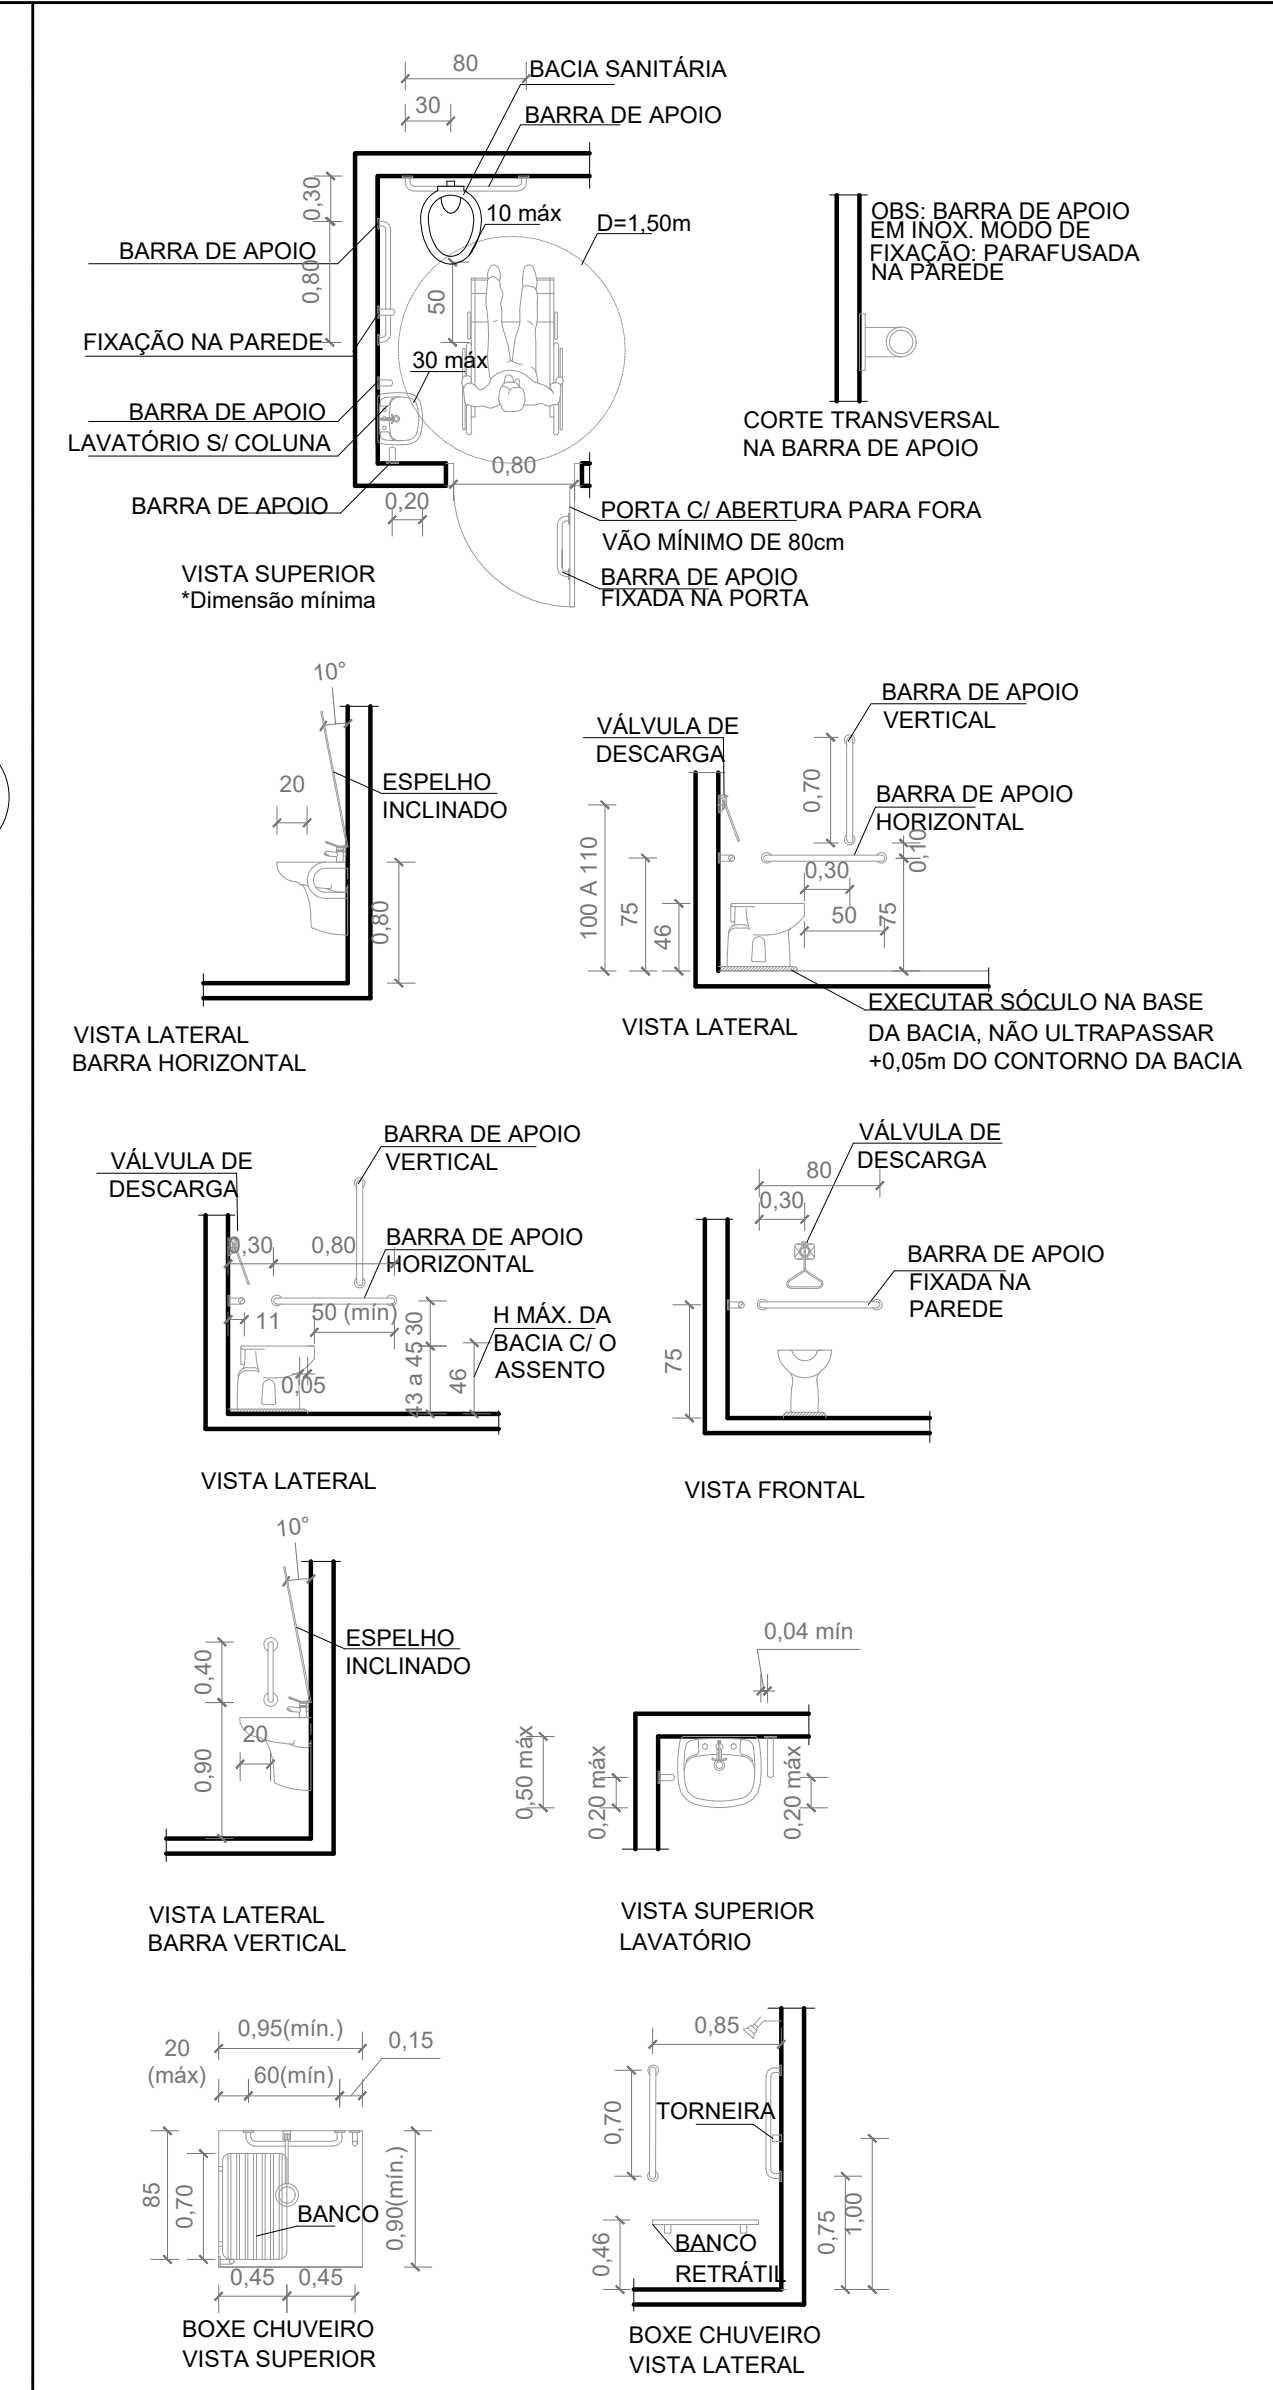 80
BACIA SANITÁRIA
30
BARRA DE APOIO
0,30
10 máx
D=1,50m
OBS: BARRA DE APOIO
EM INOX. MODO DE
FIXAÇÃO: PARAFUSADA
NA PAREDE
BARRA DE APOIO
0,80
50
FIXAÇÃO NA PAREDE
30 máx
BARRA DE APOIO
LAVATÓRIO S/ COLUNA
CORTE TRANSVERSAL
NA BARRA DE APOIO
0,80
BARRA DE APOIO
0,20
PORTA C/ ABERTURA PARA FORA
VÃO MÍNIMO DE 80cm
BARRA DE APOIO
FIXADA NA PORTA
VISTA SUPERIOR
*Dimensão mínima
10°
20
ESPELHO
INCLINADO
0,80
VISTA LATERAL
BARRA HORIZONTAL
BARRA DE APOIO
VERTICAL
VÁLVULA DE
DESCARGA
0,70
BARRA DE APOIO
HORIZONTAL
0,10
100 A 110
75
46
0,30
50
75
EXECUTAR SÓCULO NA BASE
DA BACIA, NÃO ULTRAPASSAR
+0,05m DO CONTORNO DA BACIA
VISTA LATERAL
BARRA DE APOIO
VERTICAL
VÁLVULA DE
DESCARGA
0,30
0,80
BARRA DE APOIO
HORIZONTAL
11
50 (mín)
30
43 a 45
46
0,05
H MÁX. DA
BACIA C/ O
ASSENTO
VISTA LATERAL
VÁLVULA DE
DESCARGA
80
0,30
BARRA DE APOIO
FIXADA NA
PAREDE
75
VISTA FRONTAL
10°
ESPELHO
INCLINADO
0,40
20
0,90
VISTA LATERAL
BARRA VERTICAL
0,04 mín
0,50 máx
0,20 máx
0,20 máx
VISTA SUPERIOR
LAVATÓRIO
0,95(mín.)
20
(máx)
60(mín)
0,15
85
0,70
BANCO
0,90(mín.)
0,45
0,45
BOXE CHUVEIRO
VISTA SUPERIOR
0,85
0,70
TORNEIRA
0,46
BANCO
RETRÁTIL
0,75
1,00
BOXE CHUVEIRO
VISTA LATERAL